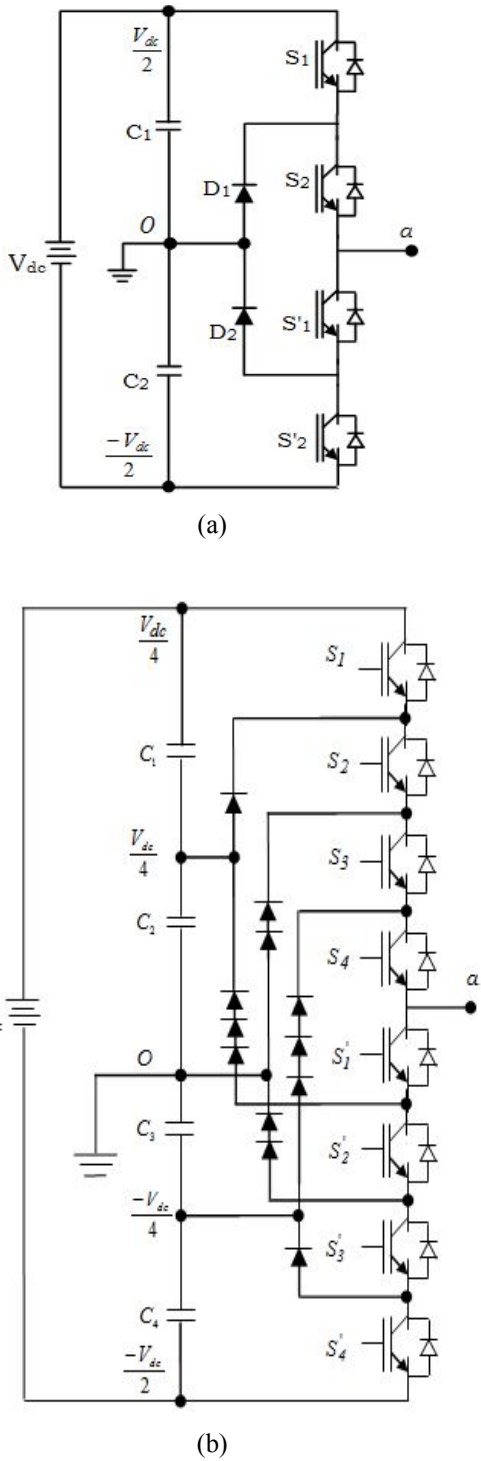 V_dc/2
S1
C1
S2
D1
O
a
Vdc
S'1
D2
C2
S'2
-V_dc/2
(a)
V_dc/4
S1
C1
S2
V_dc/4
S3
C2
S4
a
S'1
O
C3
S'2
-V_dc/4
S'3
C4
S'4
-V_dc/2
(b)